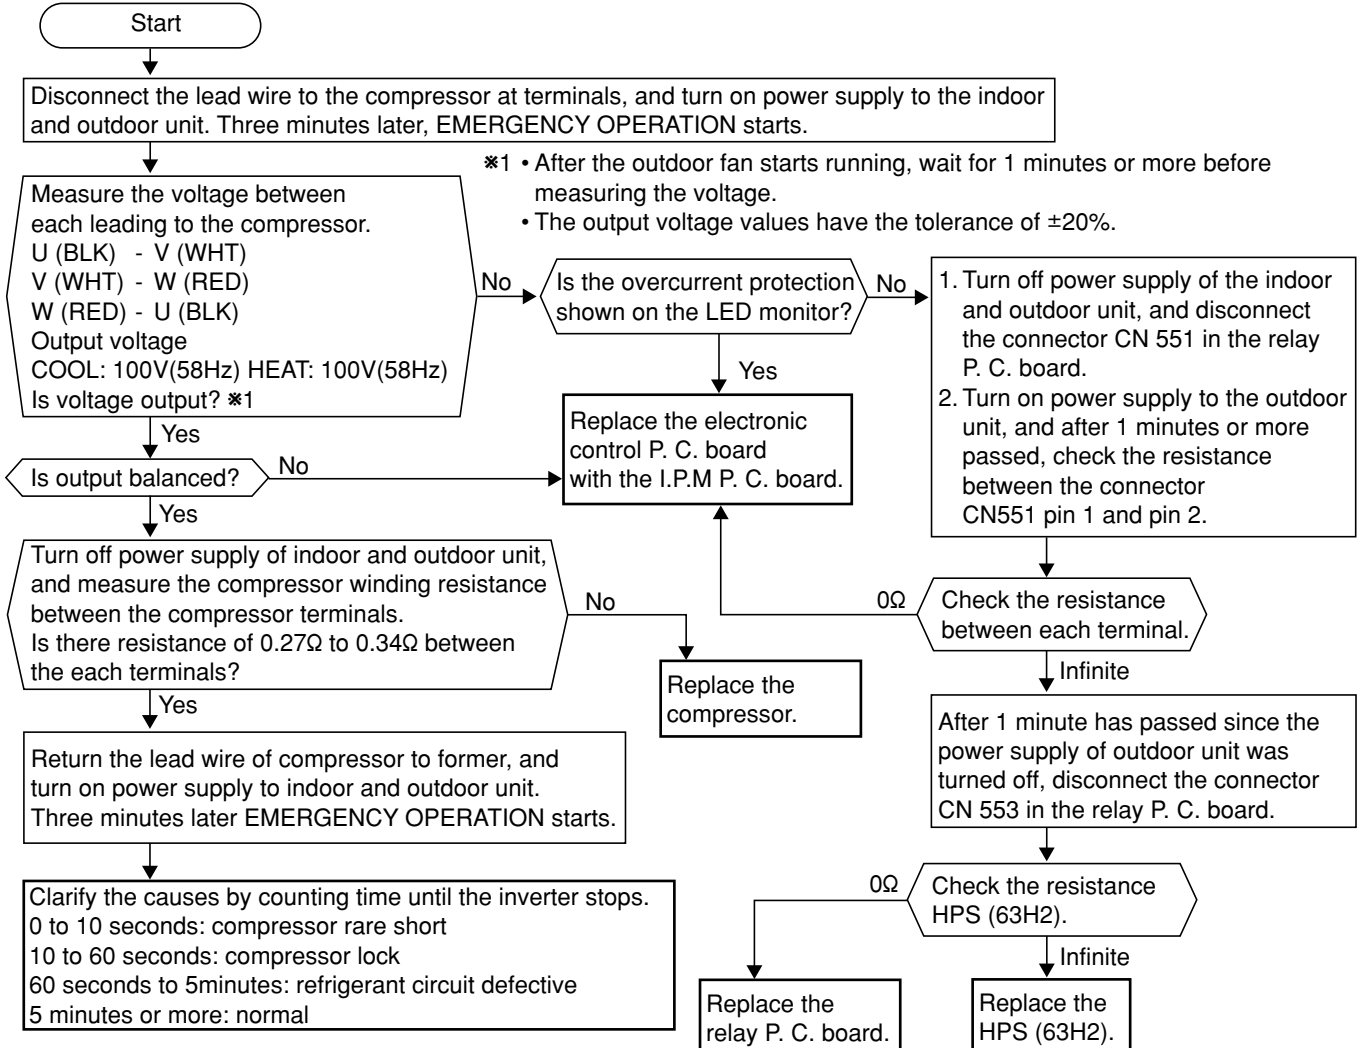 Start
Disconnect the lead wire to the compressor at terminals, and turn on power supply to the indoor
and outdoor unit. Three minutes later, EMERGENCY OPERATION starts.
※1 • After the outdoor fan starts running, wait for 1 minutes or more before
measuring the voltage.
• The output voltage values have the tolerance of ±20%.
Measure the voltage between
each leading to the compressor.
U (BLK) - V (WHT)
V (WHT) - W (RED)
W (RED) - U (BLK)
Output voltage
COOL: 100V(58Hz) HEAT: 100V(58Hz)
Is voltage output? ※1
No
Is the overcurrent protection
shown on the LED monitor?
No
1. Turn off power supply of the indoor
and outdoor unit, and disconnect
the connector CN 551 in the relay
P. C. board.
2. Turn on power supply to the outdoor
unit, and after 1 minutes or more
passed, check the resistance
between the connector
CN551 pin 1 and pin 2.
Yes
Yes
Replace the electronic
control P. C. board
with the I.P.M P. C. board.
Is output balanced?
No
Yes
Turn off power supply of indoor and outdoor unit,
and measure the compressor winding resistance
between the compressor terminals.
Is there resistance of 0.27Ω to 0.34Ω between
the each terminals?
No
0Ω
Check the resistance
between each terminal.
Infinite
Replace the
compressor.
Yes
After 1 minute has passed since the
power supply of outdoor unit was
turned off, disconnect the connector
CN 553 in the relay P. C. board.
Return the lead wire of compressor to former, and
turn on power supply to indoor and outdoor unit.
Three minutes later EMERGENCY OPERATION starts.
Clarify the causes by counting time until the inverter stops.
0 to 10 seconds: compressor rare short
10 to 60 seconds: compressor lock
60 seconds to 5minutes: refrigerant circuit defective
5 minutes or more: normal
0Ω
Check the resistance
HPS (63H2).
Infinite
Replace the
relay P. C. board.
Replace the
HPS (63H2).